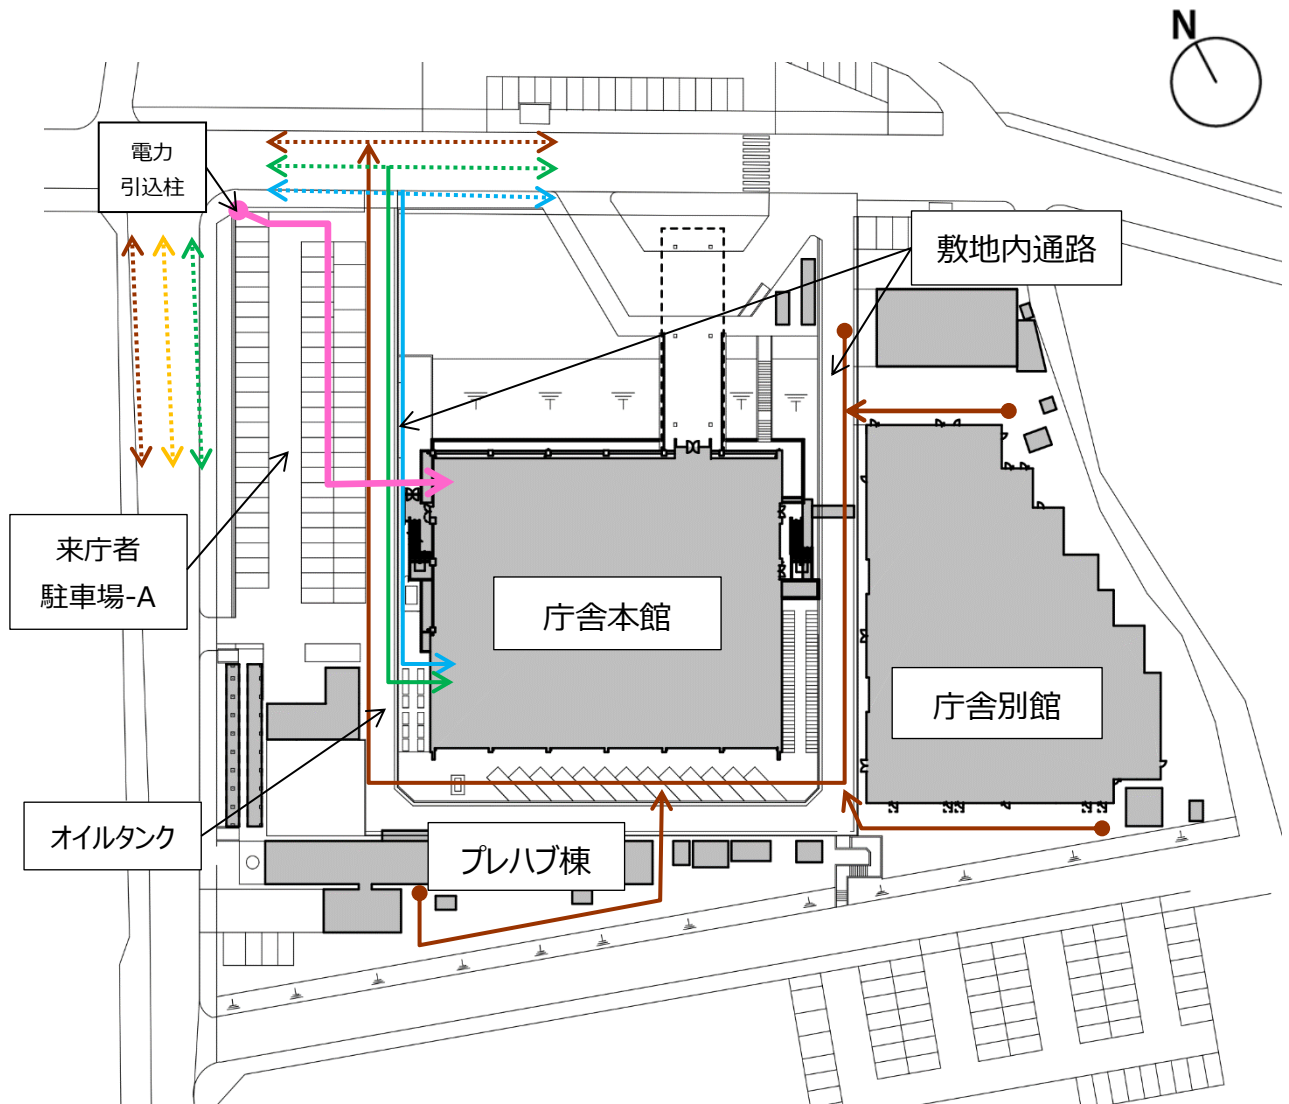 N
電力
引込柱
敷地内通路
来庁者
駐車場-A
庁舎本館
庁舎別館
オイルタンク
プレハブ棟